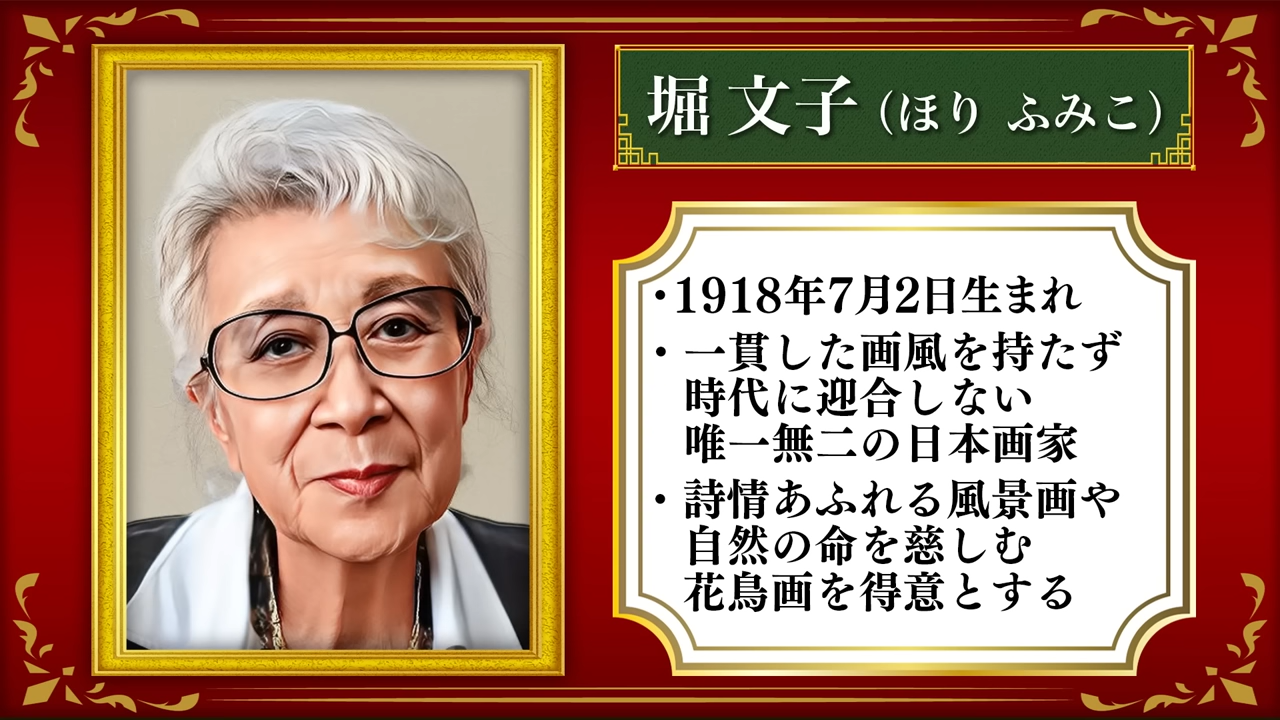 堀 文子（ほり ふみこ）
・1918年7月2日生まれ
・一貫した画風を持たず
時代に迎合しない
唯一無二の日本画家
・詩情あふれる風景画や
自然の命を慈しむ
花鳥画を得意とする